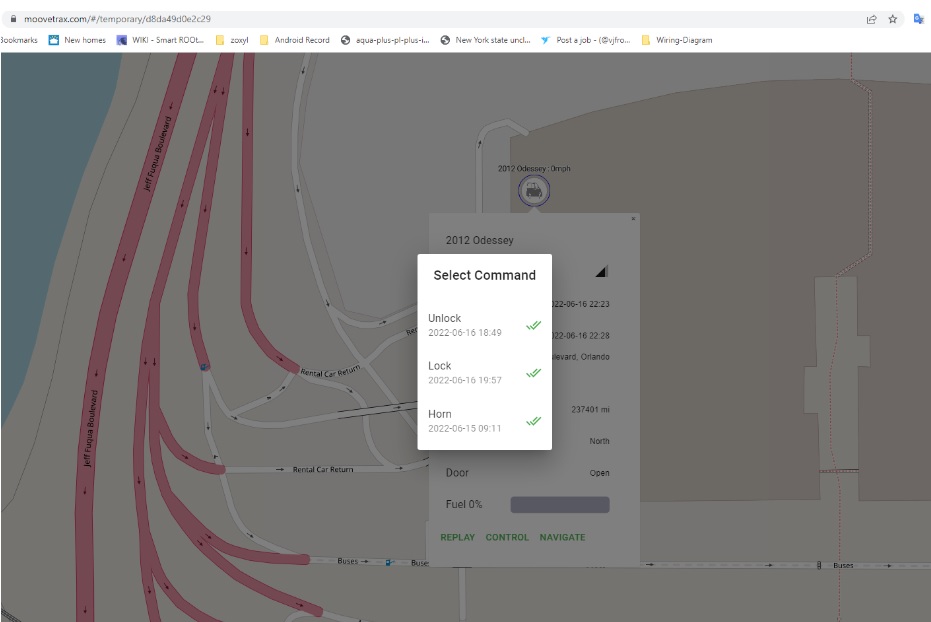 moovetrax.com/#/temporary/d8da49d0e2c29
Bookmarks New homes WIKI - Smart ROOt... zoxyl Android Record aqua-plus-pl-plus-i... New York state uncl... Post a job - (@vjfro... Wiring-Diagram
Jeff Fuqua Boulevard
2012 Odessey : 0mph
×
2012 Odessey
Select Command
022-06-16 22:23
Unlock
2022-06-16 18:49
022-06-16 22:28
levard, Orlando
Lock
2022-06-16 19:57
Rental Car Return
Jeff Fuqua Boulevard
237401 mi
Horn
2022-06-15 09:11
North
Rental Car Return
Door Open
Fuel 0%
REPLAY CONTROL NAVIGATE
Buses
Buse
Buses